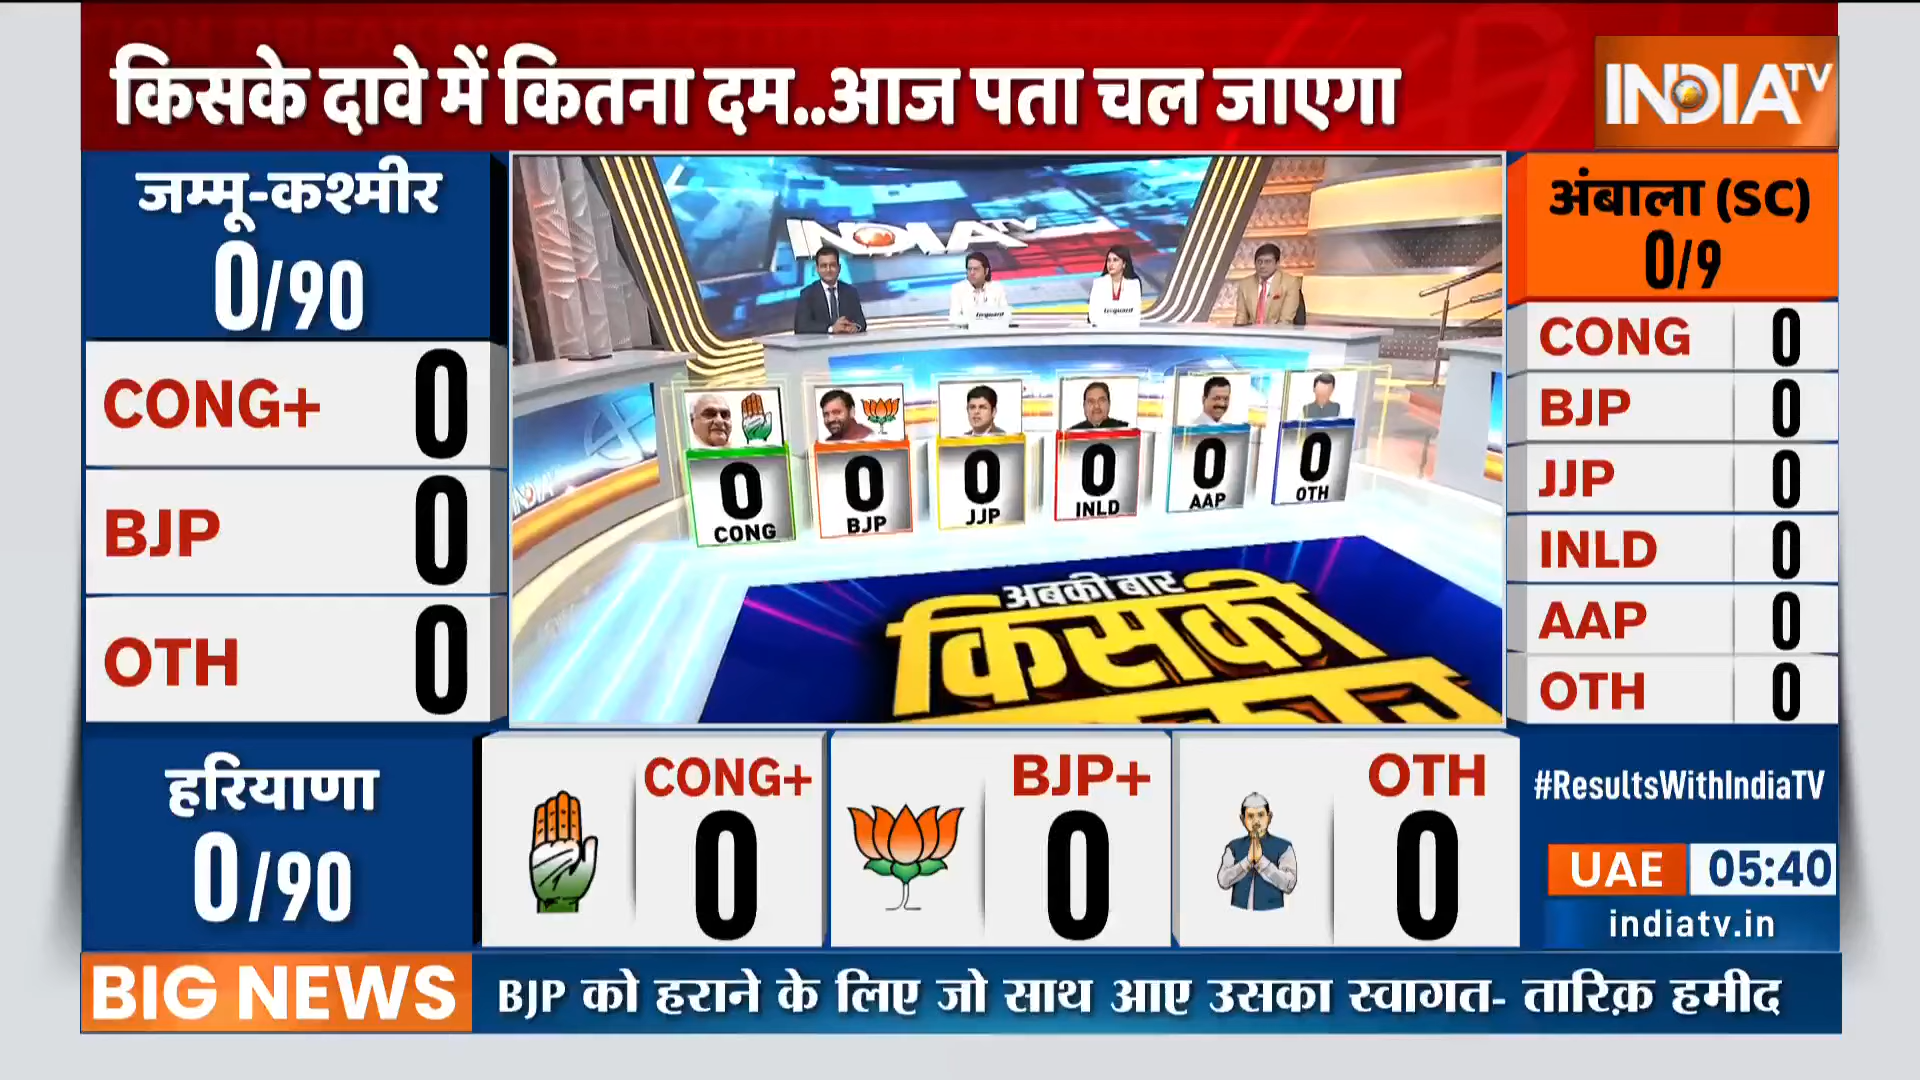 किसके दावे में कितना दम..आज पता चल जाएगा
INDIA TV
जम्मू-कश्मीर
0/90
CONG+ 0
BJP 0
OTH 0
INDIA TV
0
CONG
0
BJP
0
JJP
0
INLD
0
AAP
0
OTH
अबकी बार
किसकी
अंबाला (SC)
0/9
CONG 0
BJP 0
JJP 0
INLD 0
AAP 0
OTH 0
हरियाणा
0/90
CONG+
0
BJP+
0
OTH
0
#ResultsWithIndiaTV
UAE 05:40
indiatv.in
BIG NEWS
BJP को हराने के लिए जो साथ आए उसका स्वागत- तारिक़ हमीद